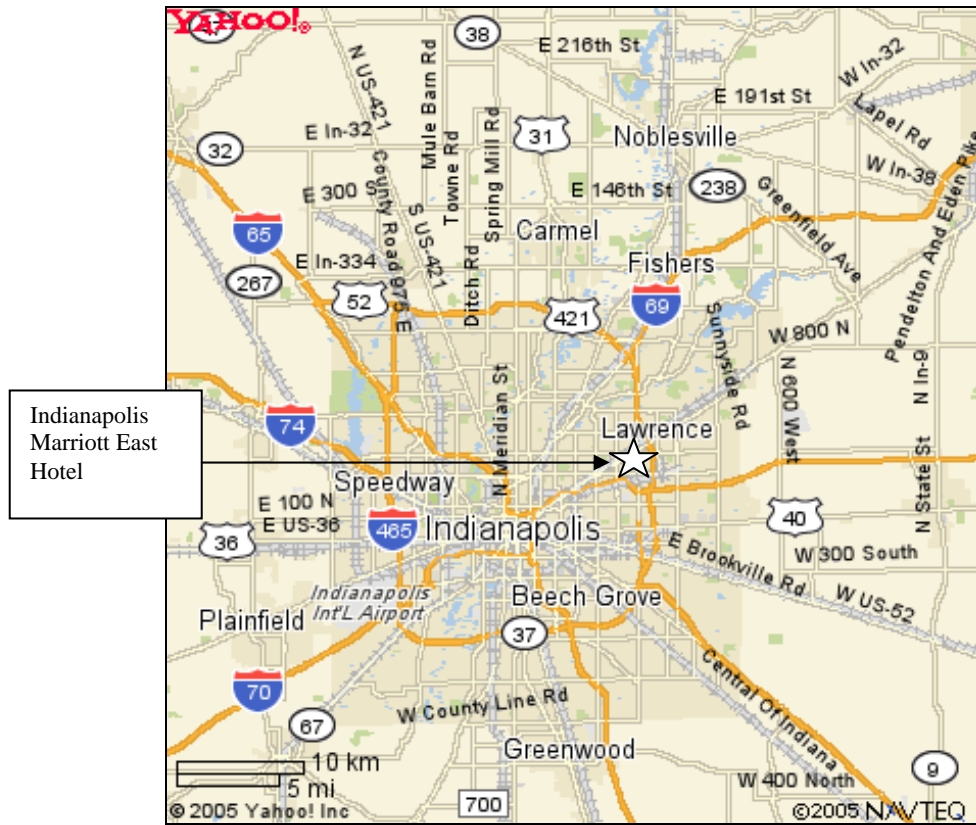 YAHOO!®
47
38
E 216th St
W In-32
N US-421
Mule Barn Rd
E 191st St
Lapel Rd
E In-32
31
Noblesville
32
Towne Rd
Spring Mill Rd
W In-38
E 300 S
County Road 975 E
S US-421
E 146th St
238
Greenfield Ave
Pendelton And Eden Pike
65
Carmel
E In-334
Ditch Rd
Fishers
267
52
421
69
Sunnyside Rd
W 800 N
N 600 West
N In-9
Indianapolis
Marriott East
Hotel
74
N Meridian St
Lawrence
Speedway
N State St
E 100 N
E US-36
465
Indianapolis
40
36
E Brookville Rd
W 300 South
Indianapolis
Int'L Airport
Beech Grove
W US-52
Plainfield
37
70
Central Of Indiana
67
W County Line Rd
Greenwood
10 km
5 mi
W 400 North
9
700
©2005 Yahoo! Inc
©2005 NAVTEQ